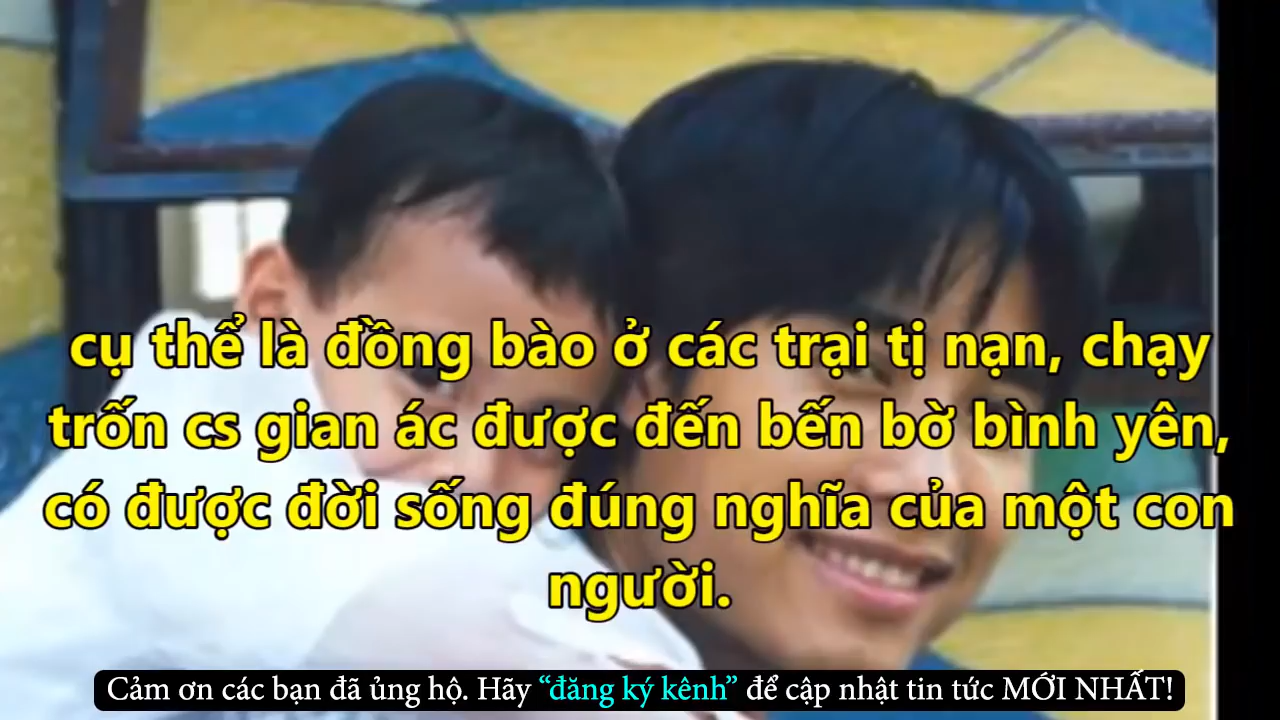 cụ thể là đồng bào ở các trại tị nạn, chạy
trốn cs gian ác được đến bến bờ bình yên,
có được đời sống đúng nghĩa của một con
người.
Cảm ơn các bạn đã ủng hộ. Hãy “đăng ký kênh” để cập nhật tin tức MỚI NHẤT!